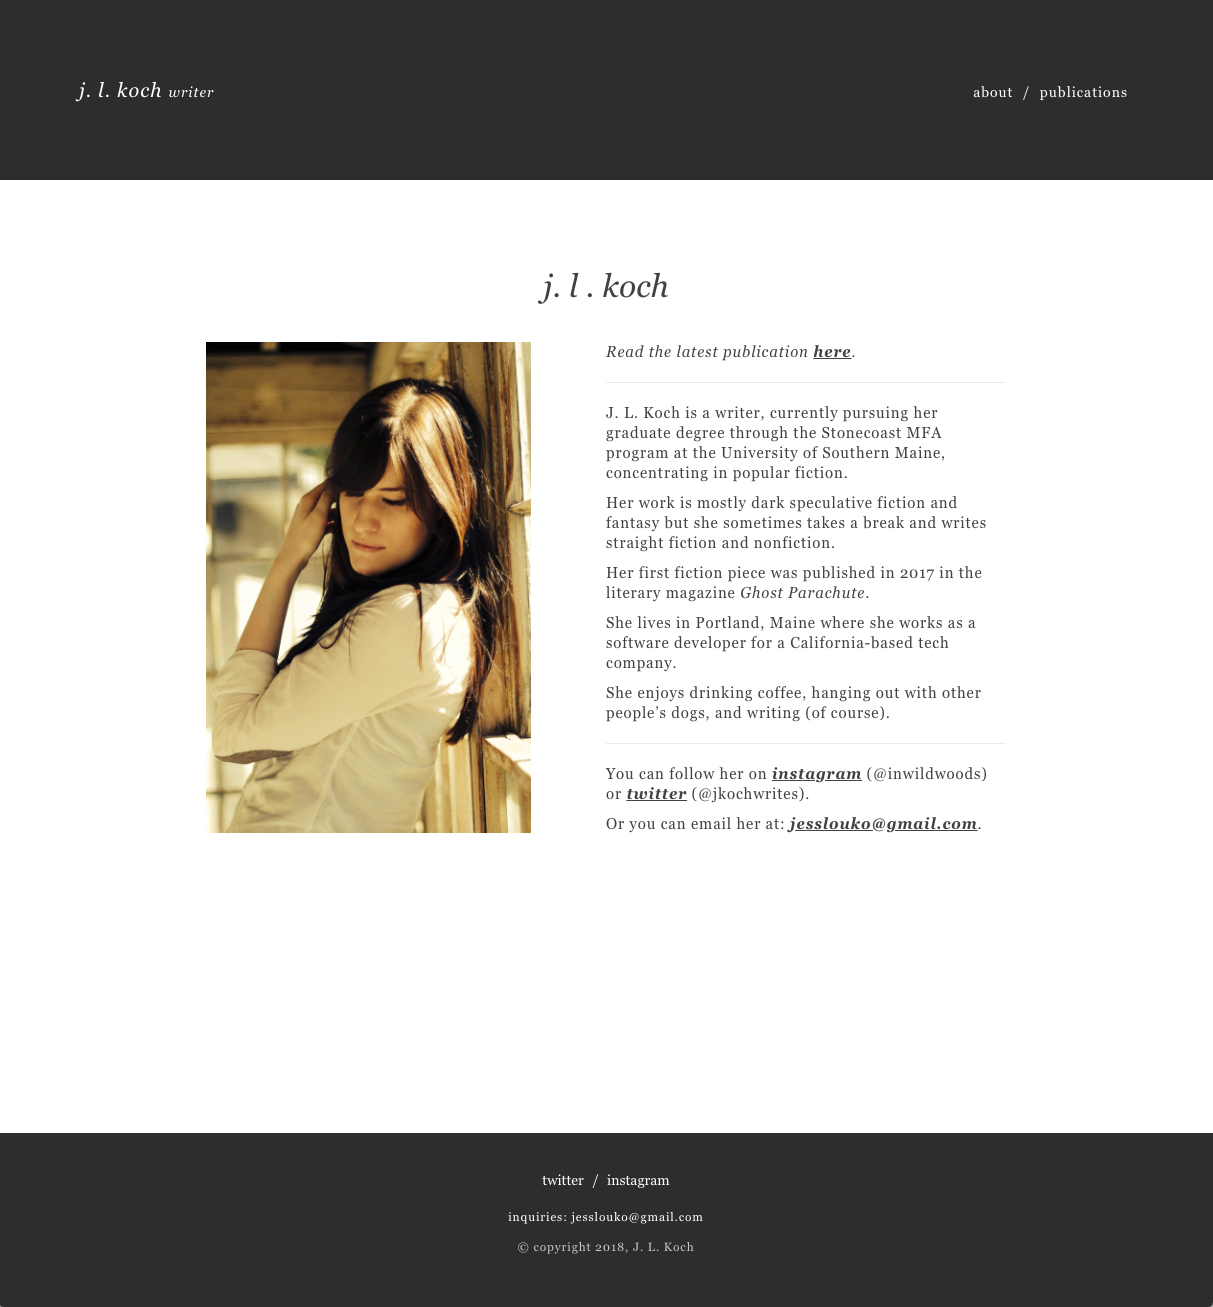 j. l. koch writer
about / publications
j. l . koch
Read the latest publication here.
J. L. Koch is a writer, currently pursuing her
graduate degree through the Stonecoast MFA
program at the University of Southern Maine,
concentrating in popular fiction.
Her work is mostly dark speculative fiction and
fantasy but she sometimes takes a break and writes
straight fiction and nonfiction.
Her first fiction piece was published in 2017 in the
literary magazine Ghost Parachute.
She lives in Portland, Maine where she works as a
software developer for a California-based tech
company.
She enjoys drinking coffee, hanging out with other
people’s dogs, and writing (of course).
You can follow her on instagram (@inwildwoods)
or twitter (@jkochwrites).
Or you can email her at: jesslouko@gmail.com.
twitter / instagram
inquiries: jesslouko@gmail.com
© copyright 2018, J. L. Koch